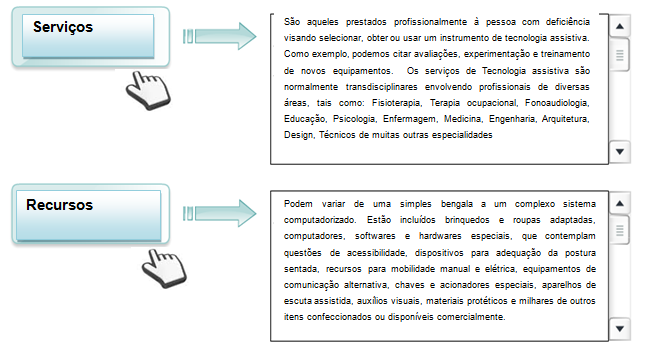 Serviços
São aqueles prestados profissionalmente à pessoa com deficiência
visando selecionar, obter ou usar um instrumento de tecnologia assistiva.
Como exemplo, podemos citar avaliações, experimentação e treinamento
de novos equipamentos. Os serviços de Tecnologia assistiva são
normalmente transdisciplinares envolvendo profissionais de diversas
áreas, tais como: Fisioterapia, Terapia ocupacional, Fonoaudiologia,
Educação, Psicologia, Enfermagem, Medicina, Engenharia, Arquitetura,
Design, Técnicos de muitas outras especialidades
Recursos
Podem variar de uma simples bengala a um complexo sistema
computadorizado. Estão incluídos brinquedos e roupas adaptadas,
computadores, softwares e hardwares especiais, que contemplam
questões de acessibilidade, dispositivos para adequação da postura
sentada, recursos para mobilidade manual e elétrica, equipamentos de
comunicação alternativa, chaves e acionadores especiais, aparelhos de
escuta assistida, auxílios visuais, materiais protéticos e milhares de outros
itens confeccionados ou disponíveis comercialmente.